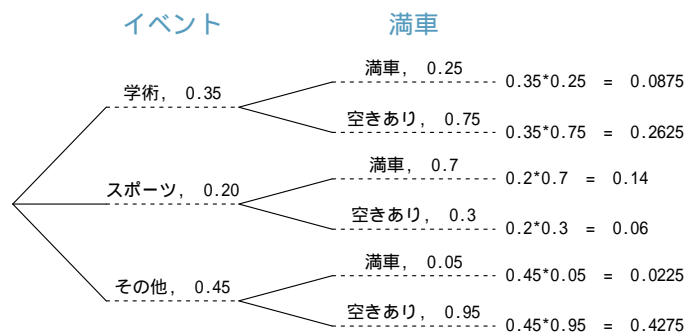 イベント 満車
満車, 0.25
0.35*0.25 = 0.0875
学術, 0.35
空きあり, 0.75
0.35*0.75 = 0.2625
満車, 0.7
0.2*0.7 = 0.14
スポーツ, 0.20
空きあり, 0.3
0.2*0.3 = 0.06
満車, 0.05
0.45*0.05 = 0.0225
その他, 0.45
空きあり, 0.95
0.45*0.95 = 0.4275